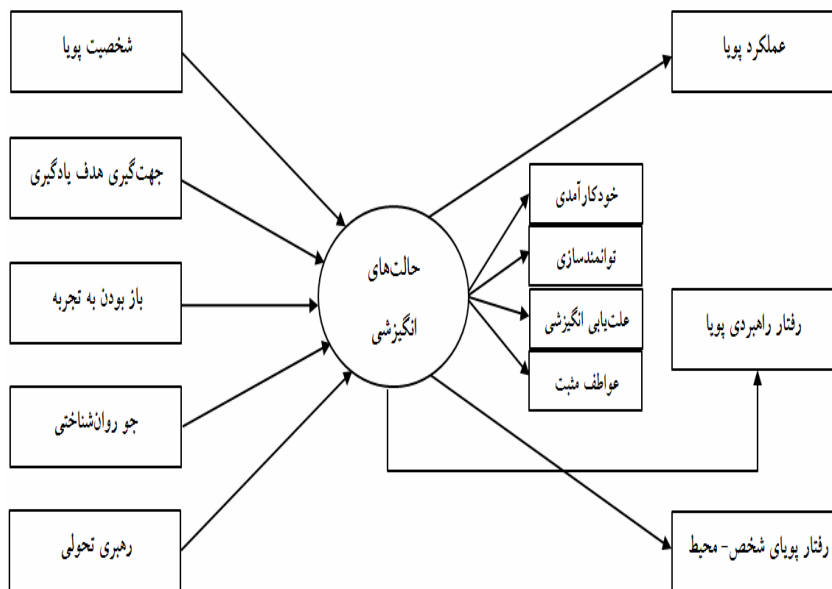 شخصیت پویا
جهت‌گیری هدف یادگیری
باز بودن به تجربه
جو روان‌شناختی
رهبری تحولی
حالت‌های
انگیزشی
خودکارآمدی
توانمندسازی
علت‌یابی انگیزشی
عواطف مثبت
عملکرد پویا
رفتار راهبردی پویا
رفتار پویای شخص- محیط